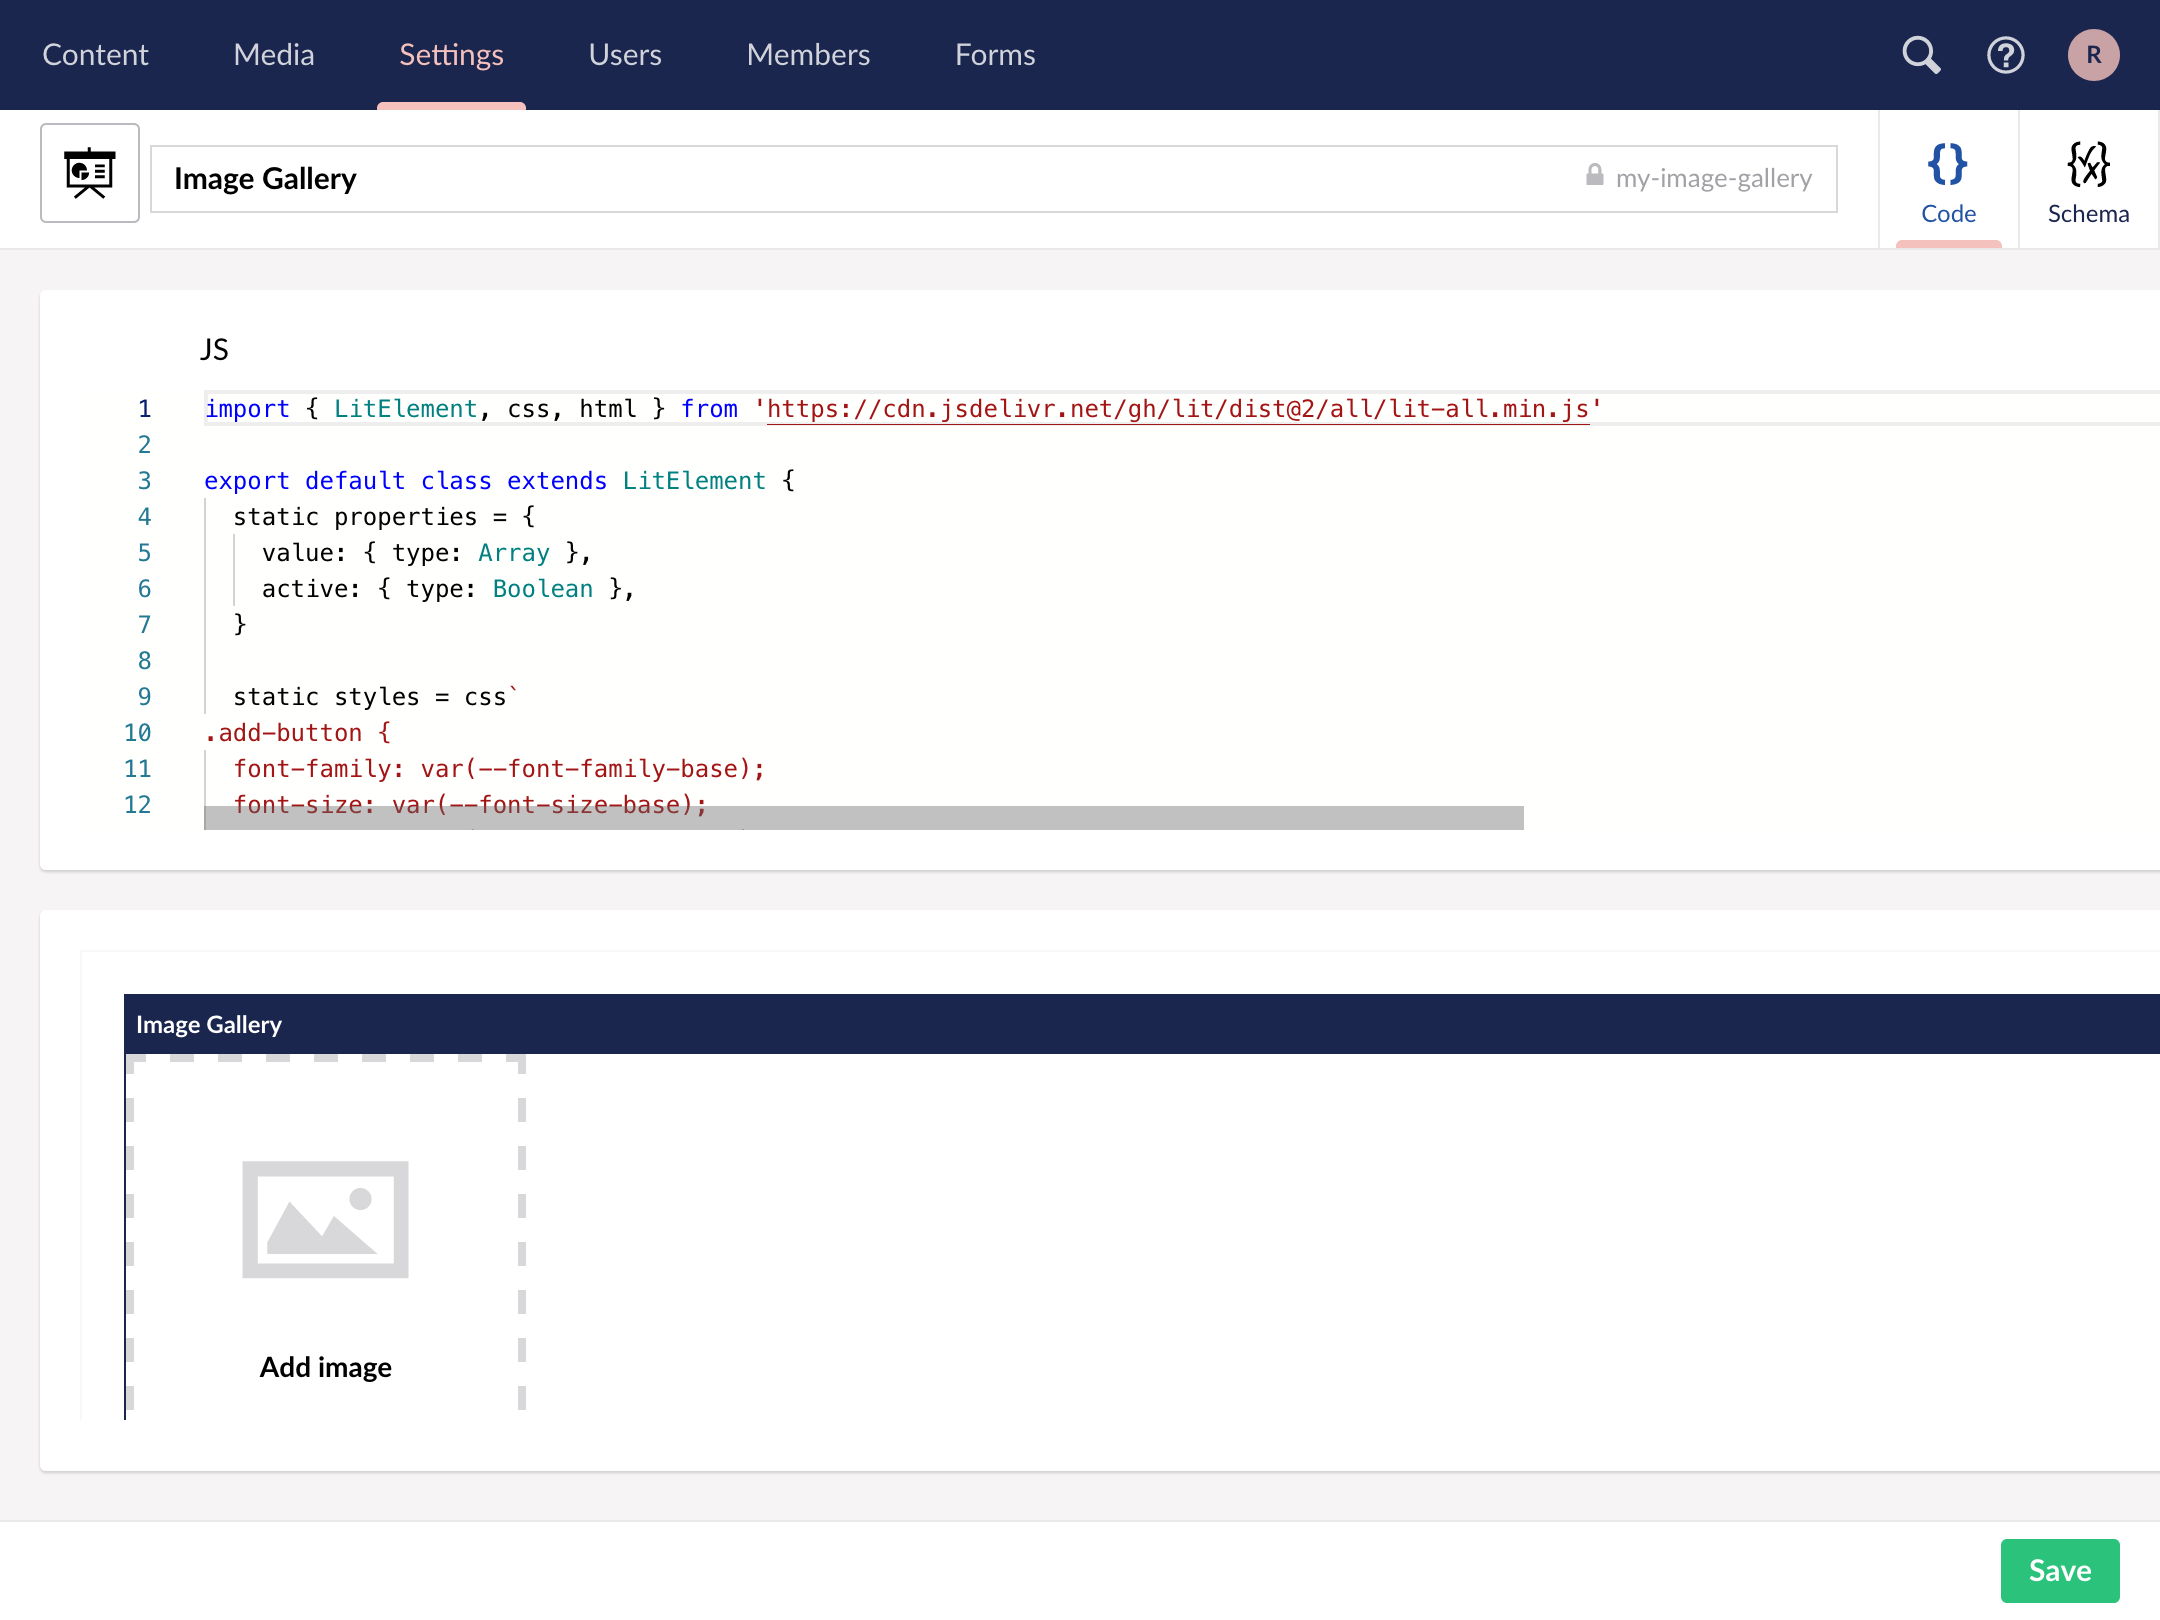 Content Media Settings Users Members Forms R
Image Gallery my-image-gallery
Code Schema
JS
1 import { LitElement, css, html } from 'https://cdn.jsdelivr.net/gh/lit/dist@2/all/lit-all.min.js'
2
3 export default class extends LitElement {
4 static properties = {
5 value: { type: Array },
6 active: { type: Boolean },
7 }
8
9 static styles = css`
10 .add-button {
11 font-family: var(--font-family-base);
12 font-size: var(--font-size-base);
Image Gallery
Add image
Save